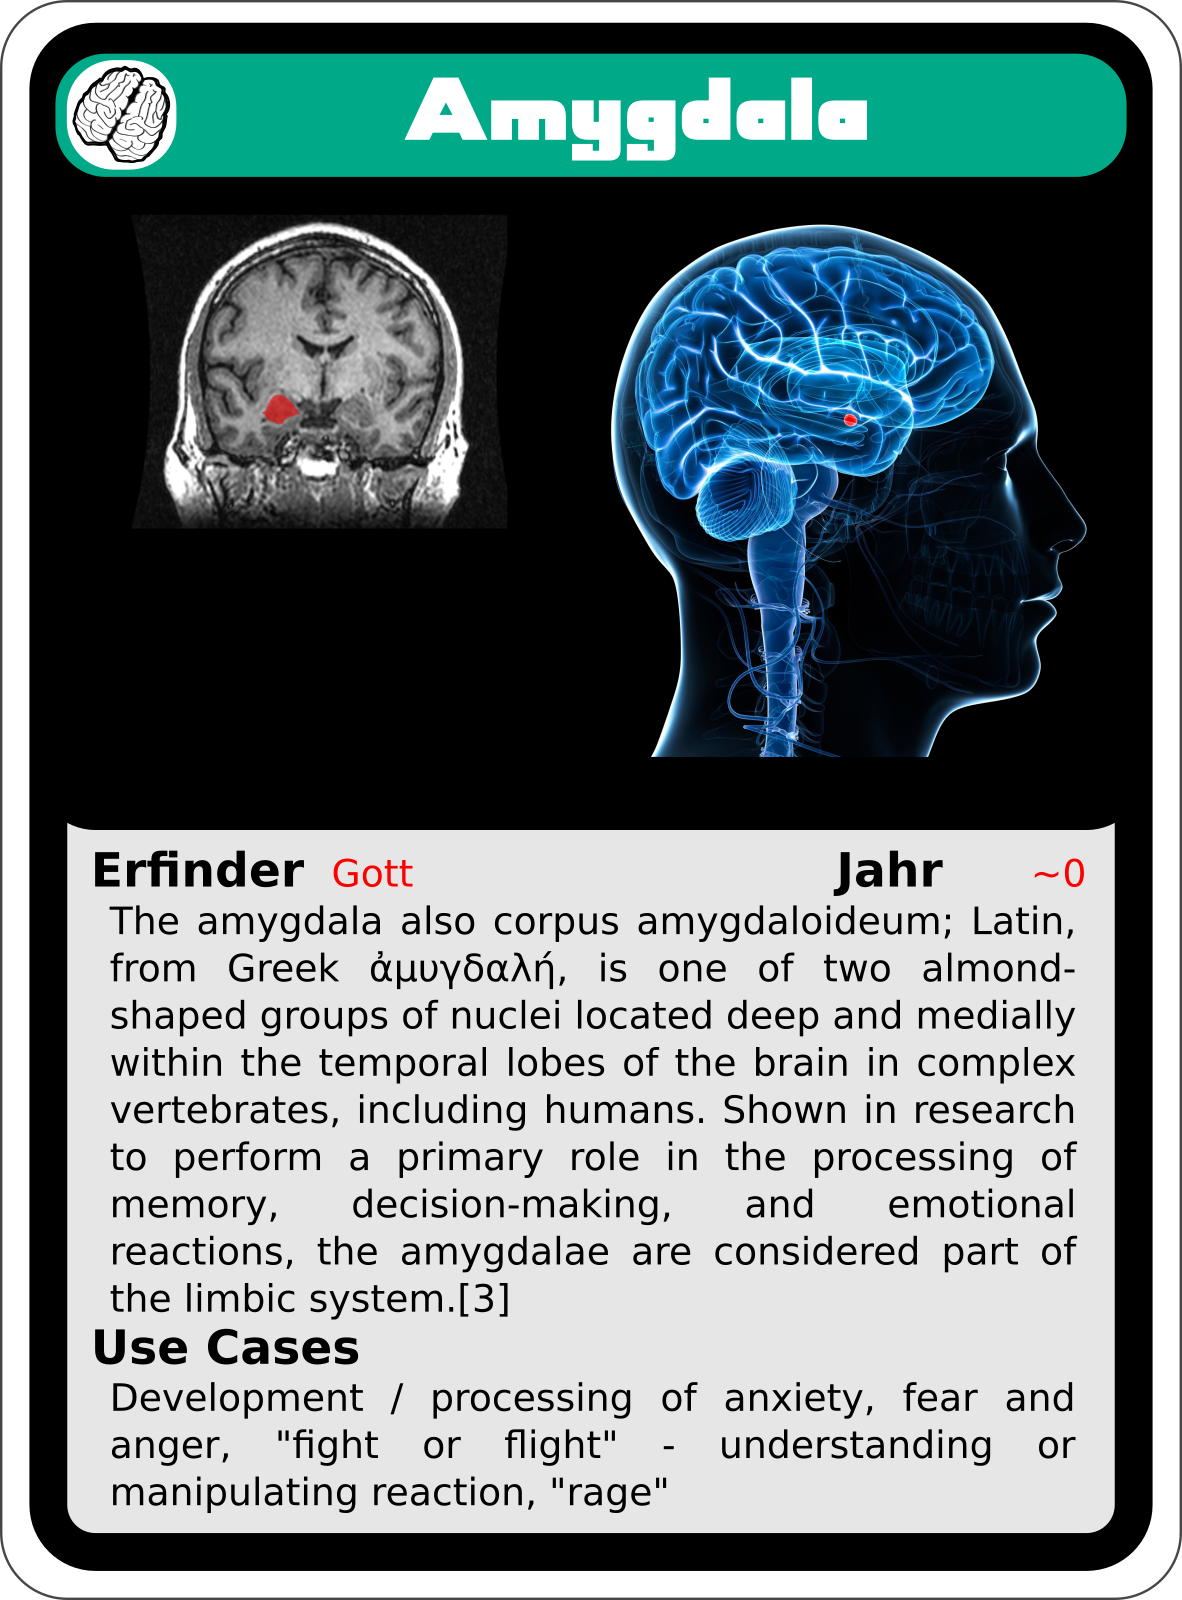 Amygdala
Erfinder Gott Jahr ~0
The amygdala also corpus amygdaloideum; Latin,
from Greek ἀμυγδαλή, is one of two almond-
shaped groups of nuclei located deep and medially
within the temporal lobes of the brain in complex
vertebrates, including humans. Shown in research
to perform a primary role in the processing of
memory, decision-making, and emotional
reactions, the amygdalae are considered part of
the limbic system.[3]
Use Cases
Development / processing of anxiety, fear and
anger, "fight or flight" - understanding or
manipulating reaction, "rage"